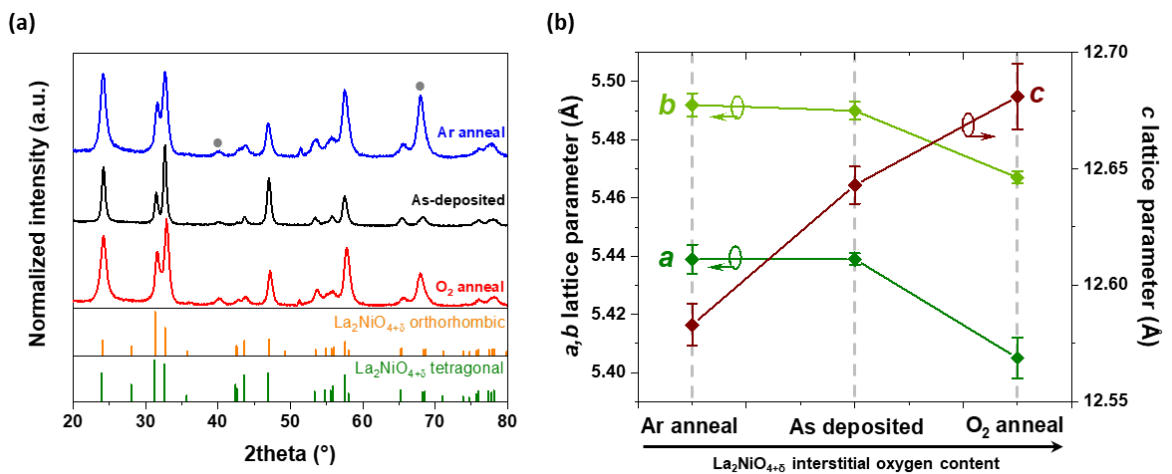 (a)
Normalized intensity (a.u.)
Ar anneal
As-deposited
O₂ anneal
La₂NiO₄₊δ orthorhombic
La₂NiO₄₊δ tetragonal
20 30 40 50 60 70 80
2theta (°)
(b)
a,b lattice parameter (Å)
5.50
5.48
5.46
5.44
5.42
5.40
b
a
c
12.70
12.65
12.60
12.55
c lattice parameter (Å)
Ar anneal As deposited O₂ anneal
La₂NiO₄₊δ interstitial oxygen content